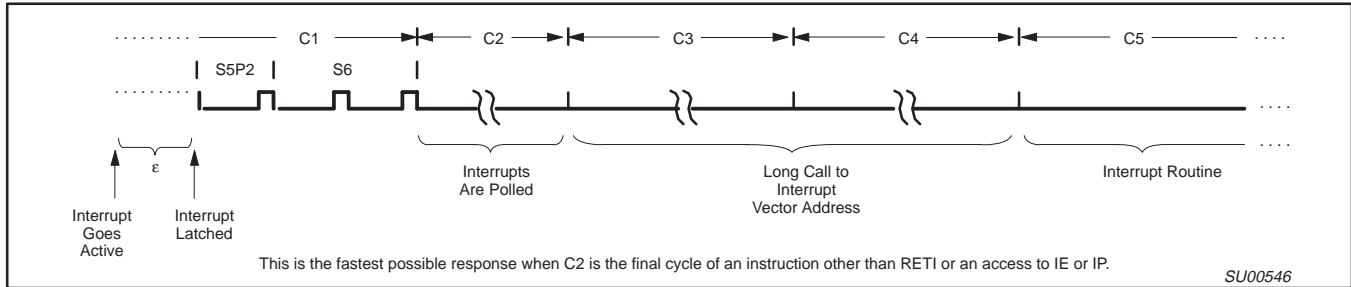 C1 C2 C3 C4 C5
S5P2 S6
ε
Interrupts
Are Polled
Long Call to
Interrupt
Vector Address
Interrupt Routine
Interrupt
Goes
Active
Interrupt
Latched
This is the fastest possible response when C2 is the final cycle of an instruction other than RETI or an access to IE or IP.
SU00546